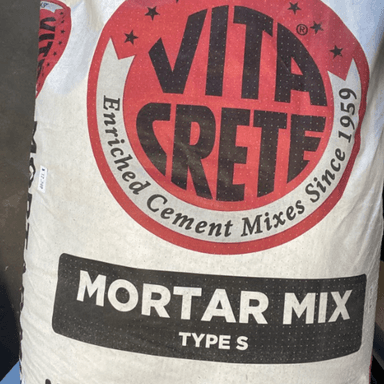 VITA®
CRETE
Enriched Cement Mixes Since 1959
MORTAR MIX
TYPE S